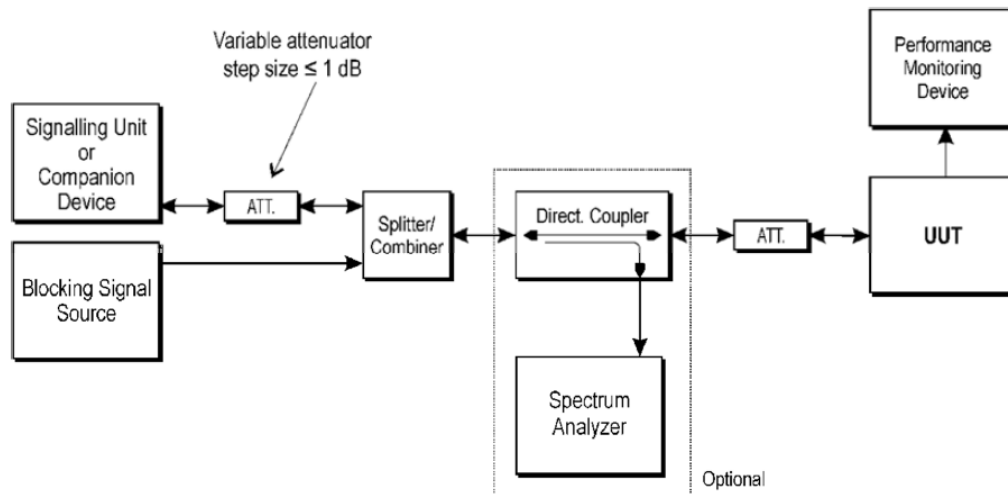 Variable attenuator
step size ≤ 1 dB
Performance
Monitoring
Device
Signalling Unit
or
Companion
Device
ATT.
Splitter/
Combiner
Direct. Coupler
ATT.
UUT
Blocking Signal
Source
Spectrum
Analyzer
Optional